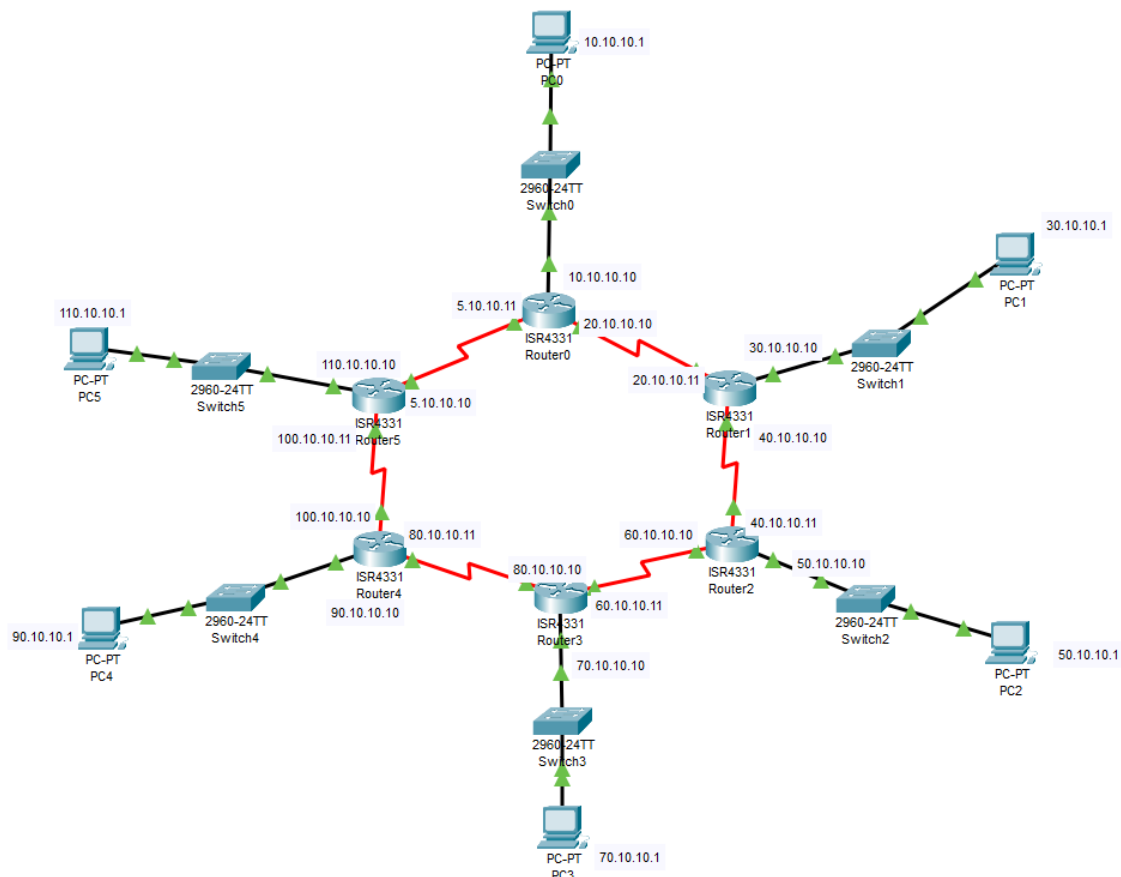 10.10.10.1
PC-PT
PC0
2960-24TT
Switch0
10.10.10.10
5.10.10.11
20.10.10.10
ISR4331
Router0
30.10.10.1
PC-PT
PC1
30.10.10.10
2960-24TT
Switch1
20.10.10.11
ISR4331
Router1
40.10.10.10
110.10.10.1
PC-PT
PC5
2960-24TT
Switch5
110.10.10.10
5.10.10.10
ISR4331
Router5
100.10.10.11
100.10.10.10
80.10.10.11
ISR4331
Router4
90.10.10.10
2960-24TT
Switch4
90.10.10.1
PC-PT
PC4
60.10.10.10
40.10.10.11
ISR4331
Router2
50.10.10.10
2960-24TT
Switch2
50.10.10.1
PC-PT
PC2
80.10.10.10
60.10.10.11
ISR4331
Router3
70.10.10.10
2960-24TT
Switch3
PC-PT
PC3
70.10.10.1